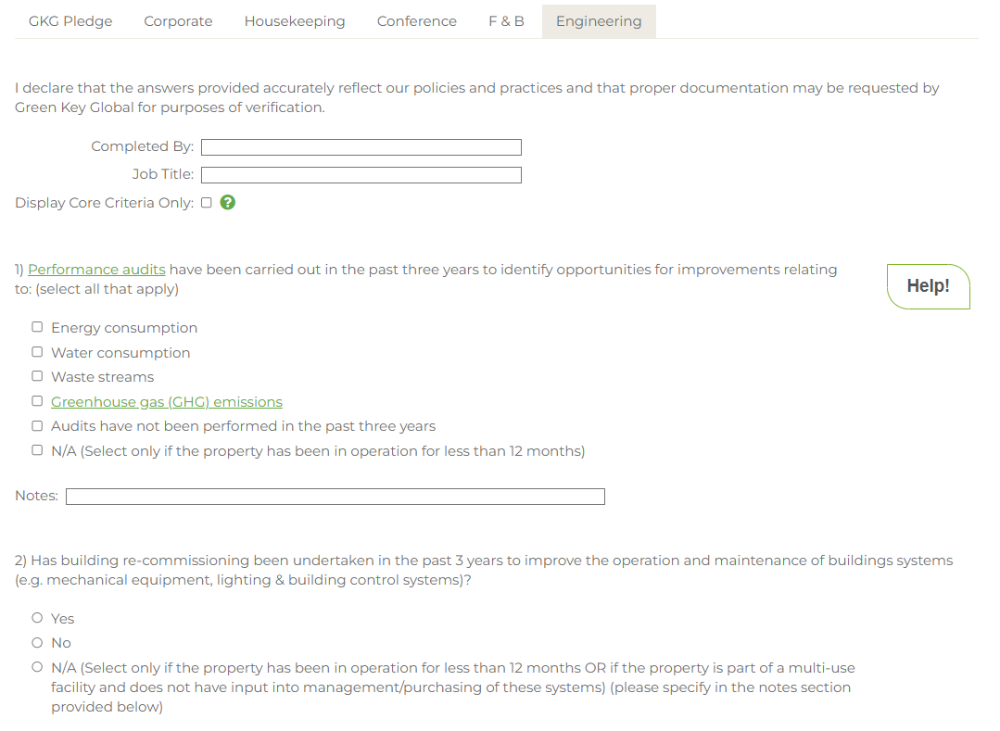 GKG Pledge Corporate Housekeeping Conference F & B Engineering
I declare that the answers provided accurately reflect our policies and practices and that proper documentation may be requested by
Green Key Global for purposes of verification.
Completed By:
Job Title:
Display Core Criteria Only: ?
1) Performance audits have been carried out in the past three years to identify opportunities for improvements relating
to: (select all that apply)
Help!
Energy consumption
Water consumption
Waste streams
Greenhouse gas (GHG) emissions
Audits have not been performed in the past three years
N/A (Select only if the property has been in operation for less than 12 months)
Notes:
2) Has building re-commissioning been undertaken in the past 3 years to improve the operation and maintenance of buildings systems
(e.g. mechanical equipment, lighting & building control systems)?
Yes
No
N/A (Select only if the property has been in operation for less than 12 months OR if the property is part of a multi-use
facility and does not have input into management/purchasing of these systems) (please specify in the notes section
provided below)